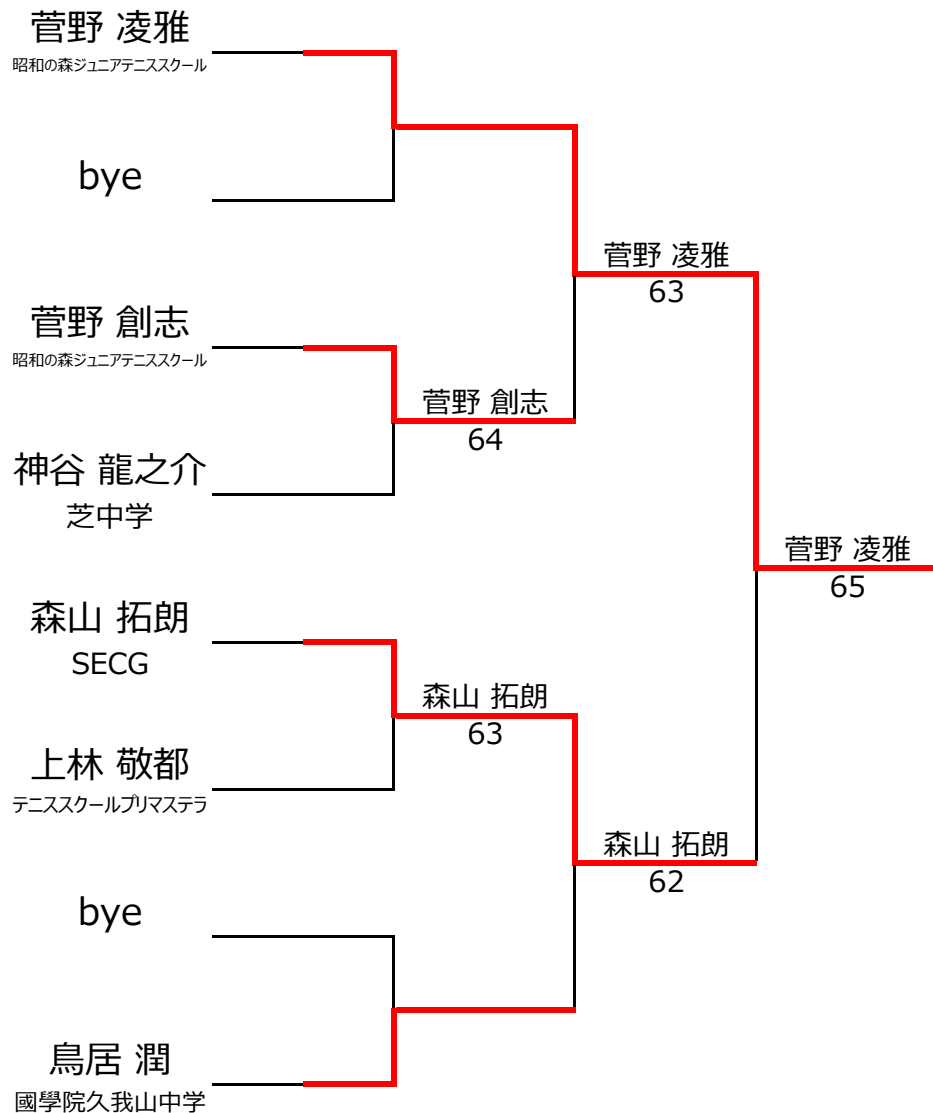 菅野 凌雅
昭和の森ジュニアテニススクール
bye
菅野 凌雅
63
菅野 創志
昭和の森ジュニアテニススクール
菅野 創志
64
神谷 龍之介
芝中学
菅野 凌雅
65
森山 拓朗
SECG
森山 拓朗
63
上林 敬都
テニススクールプリマステラ
森山 拓朗
62
bye
鳥居 潤
國學院久我山中学